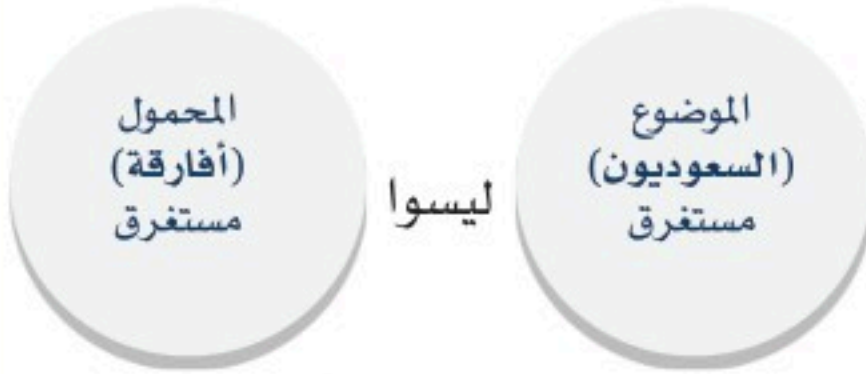 الموضوع
(السعوديون)
مستغرق
ليسوا
المحمول
(أفارقة)
مستغرق